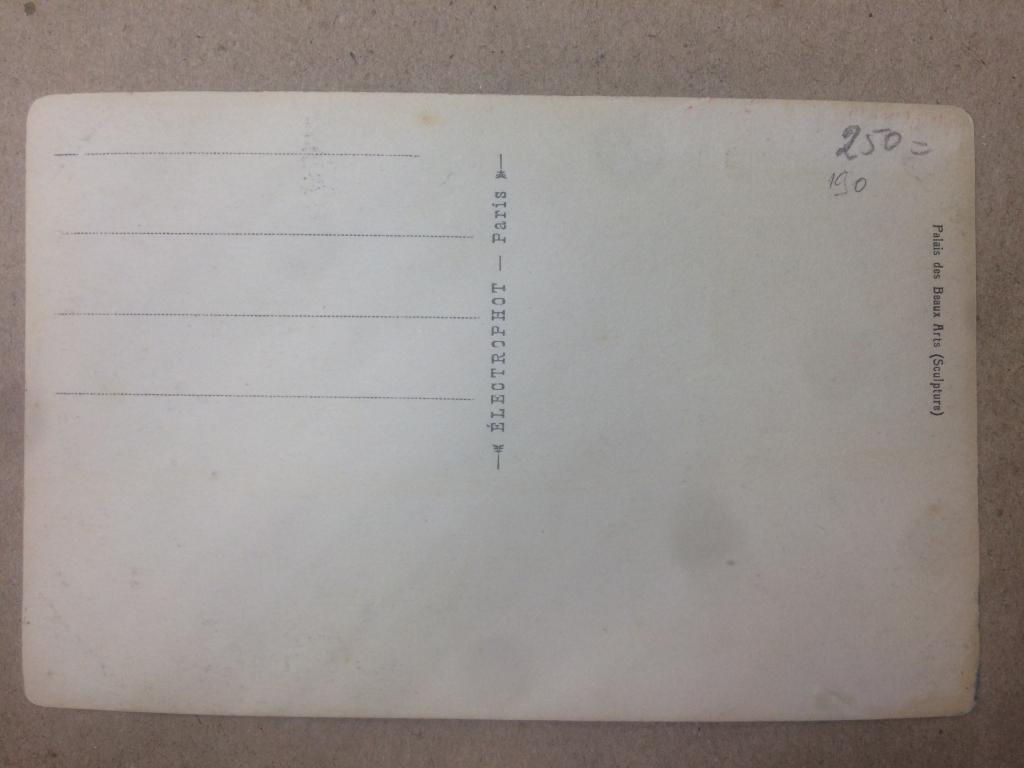 250=
190
ÉLECTROPHOT — Paris
Palais des Beaux Arts (Sculpture)